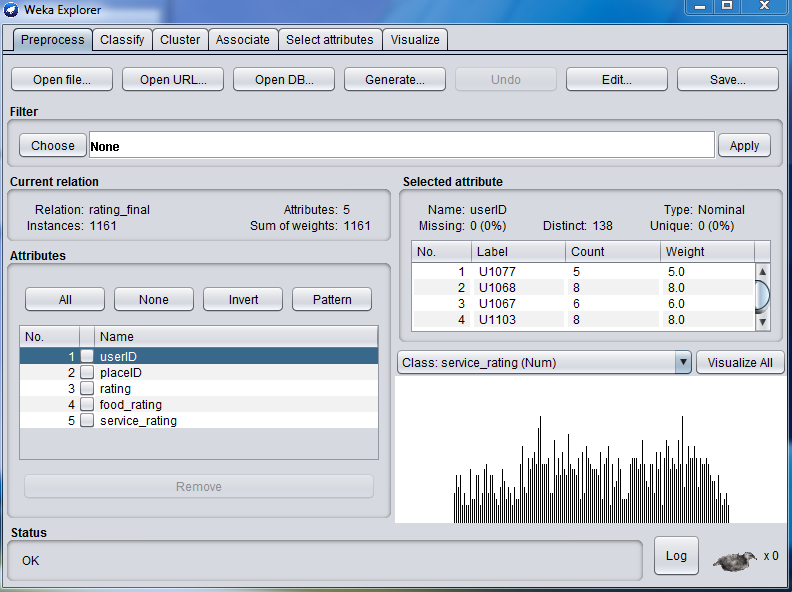 Weka Explorer
Preprocess Classify Cluster Associate Select attributes Visualize
Open file... Open URL... Open DB... Generate... Undo Edit... Save...
Filter
Choose None Apply
Current relation
Relation: rating_final Attributes: 5
Instances: 1161 Sum of weights: 1161
Selected attribute
Name: userID Type: Nominal
Missing: 0 (0%) Distinct: 138 Unique: 0 (0%)
No. Label Count Weight
1 U1077 5 5.0
2 U1068 8 8.0
3 U1067 6 6.0
4 U1103 8 8.0
Attributes
All None Invert Pattern
No. Name
1 userID
2 placeID
3 rating
4 food_rating
5 service_rating
Remove
Class: service_rating (Num) Visualize All
Status
OK
Log x 0